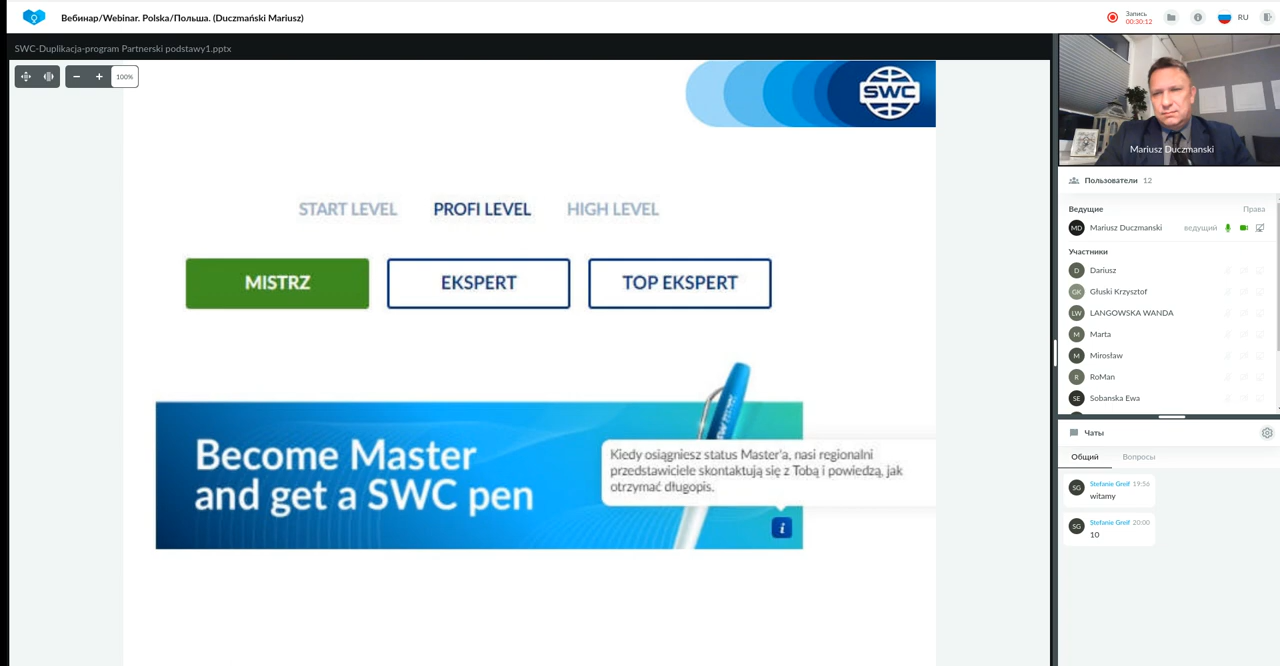 Вебинар/Webinar. Polska/Польша. (Duczmański Mariusz)
Запись
00:30:12
RU
SWC-Duplikacja-program Partnerski podstawy1.pptx
100%
SWC
START LEVEL PROFI LEVEL HIGH LEVEL
MISTRZ EKSPERT TOP EKSPERT
Become Master
and get a SWC pen
Kiedy osiągniesz status Master'a, nasi regionalni
przedstawiciele skontaktują się z Tobą i powiedzą, jak
otrzymać długopis.
i
Mariusz Duczmanski
Пользователи 12
Ведущие Права
MD Mariusz Duczmanski ведущий
Участники
D Dariusz
GK Głuski Krzysztof
LW LANGOWSKA WANDA
M Marta
M Mirosław
R RoMan
SE Sobanska Ewa
Чаты
Общий Вопросы
SG Stefanie Greif 19:56
witamy
SG Stefanie Greif 20:00
10